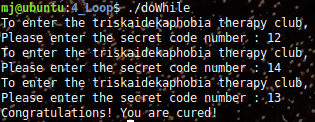 mj@ubuntu:4 Loop$ ./doWhile
To enter the triskaidekaphobia therapy club,
Please enter the secret code number : 12
To enter the triskaidekaphobia therapy club,
Please enter the secret code number : 14
To enter the triskaidekaphobia therapy club,
Please enter the secret code number : 13
Congratulations! You are cured!